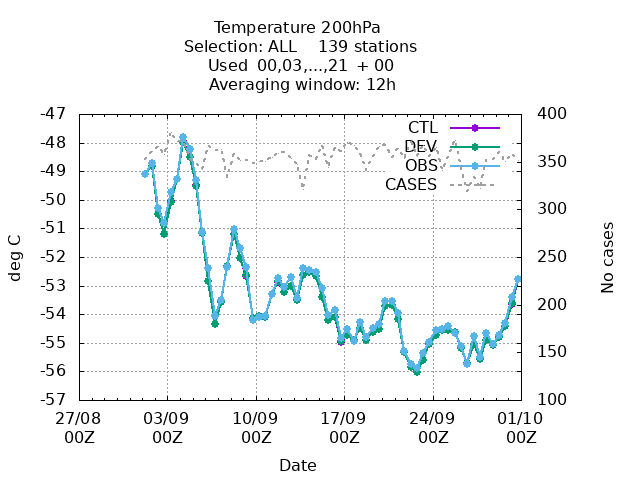 Temperature 200hPa
Selection: ALL    139 stations
Used  00,03,...,21  + 00
Averaging window: 12h
CTL
DEV
OBS
CASES
-47
-48
-49
-50
-51
-52
-53
-54
-55
-56
-57
400
350
300
250
200
150
100
deg C
No cases
27/08 03/09 10/09 17/09 24/09 01/10
00Z 00Z 00Z 00Z 00Z 00Z
Date